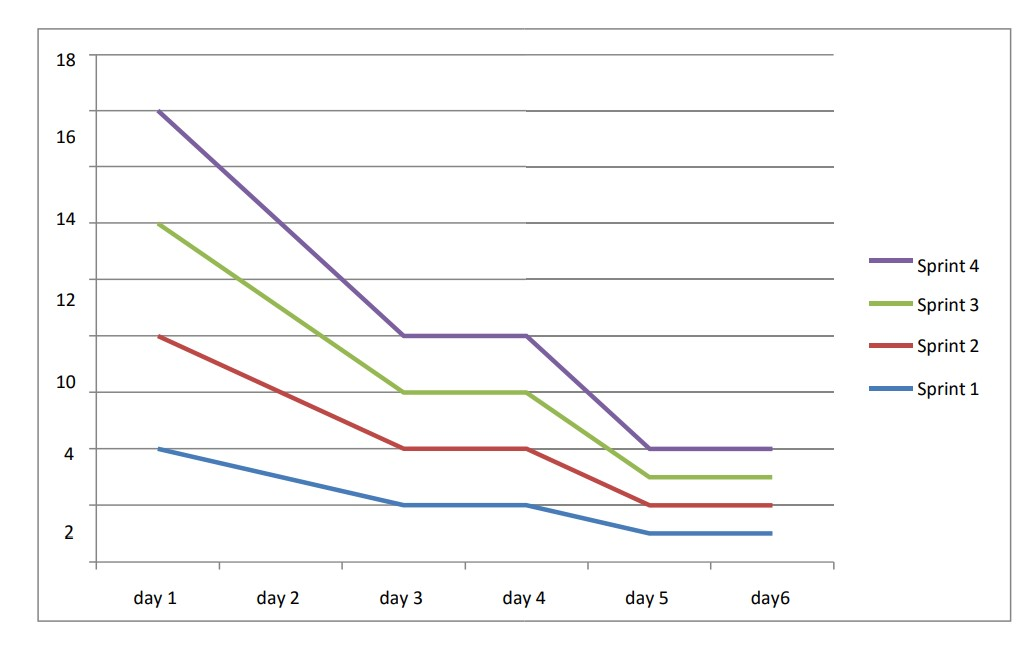 18
16
14
12
10
4
2
day 1
day 2
day 3
day 4
day 5
day6
Sprint 4
Sprint 3
Sprint 2
Sprint 1